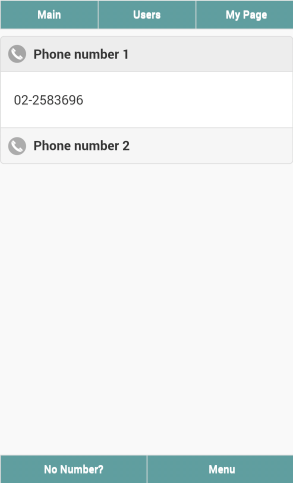 Main Users My Page
Phone number 1
02-2583696
Phone number 2
No Number? Menu